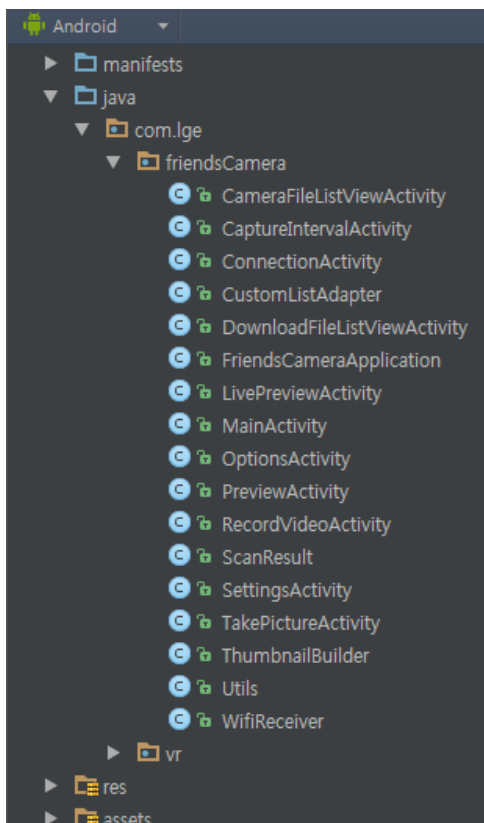 Android
manifests
java
com.lge
friendsCamera
C CameraFileListViewActivity
C CaptureIntervalActivity
C ConnectionActivity
C CustomListAdapter
C DownloadFileListViewActivity
C FriendsCameraApplication
C LivePreviewActivity
C MainActivity
C OptionsActivity
C PreviewActivity
C RecordVideoActivity
C ScanResult
C SettingsActivity
C TakePictureActivity
C ThumbnailBuilder
C Utils
C WifiReceiver
vr
res
assets